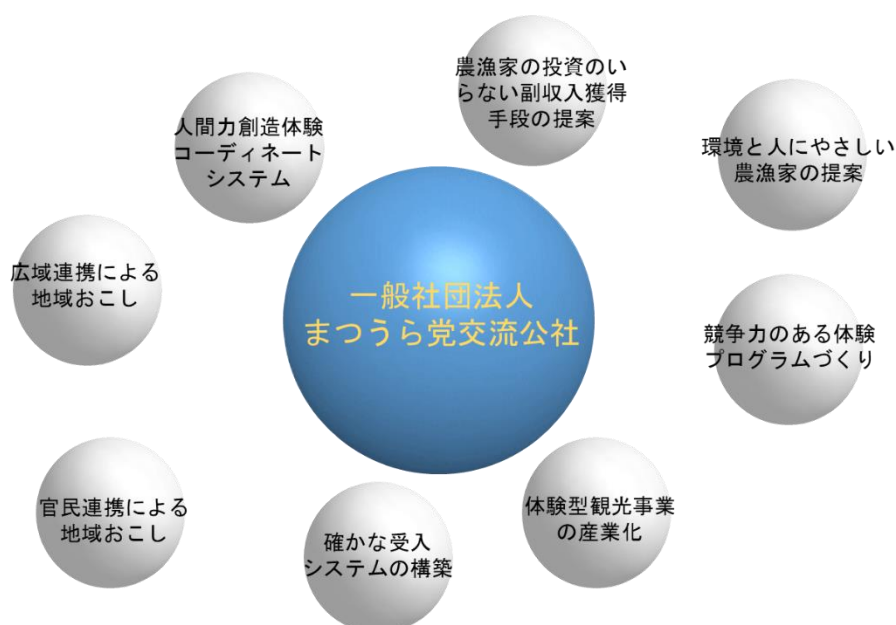 農漁家の投資のい
らない副収入獲得
手段の提案
人間力創造体験
コーディネート
システム
環境と人にやさしい
農漁家の提案
広域連携による
地域おこし
一般社団法人
まつうら党交流公社
競争力のある体験
プログラムづくり
官民連携による
地域おこし
確かな受入
システムの構築
体験型観光事業
の産業化